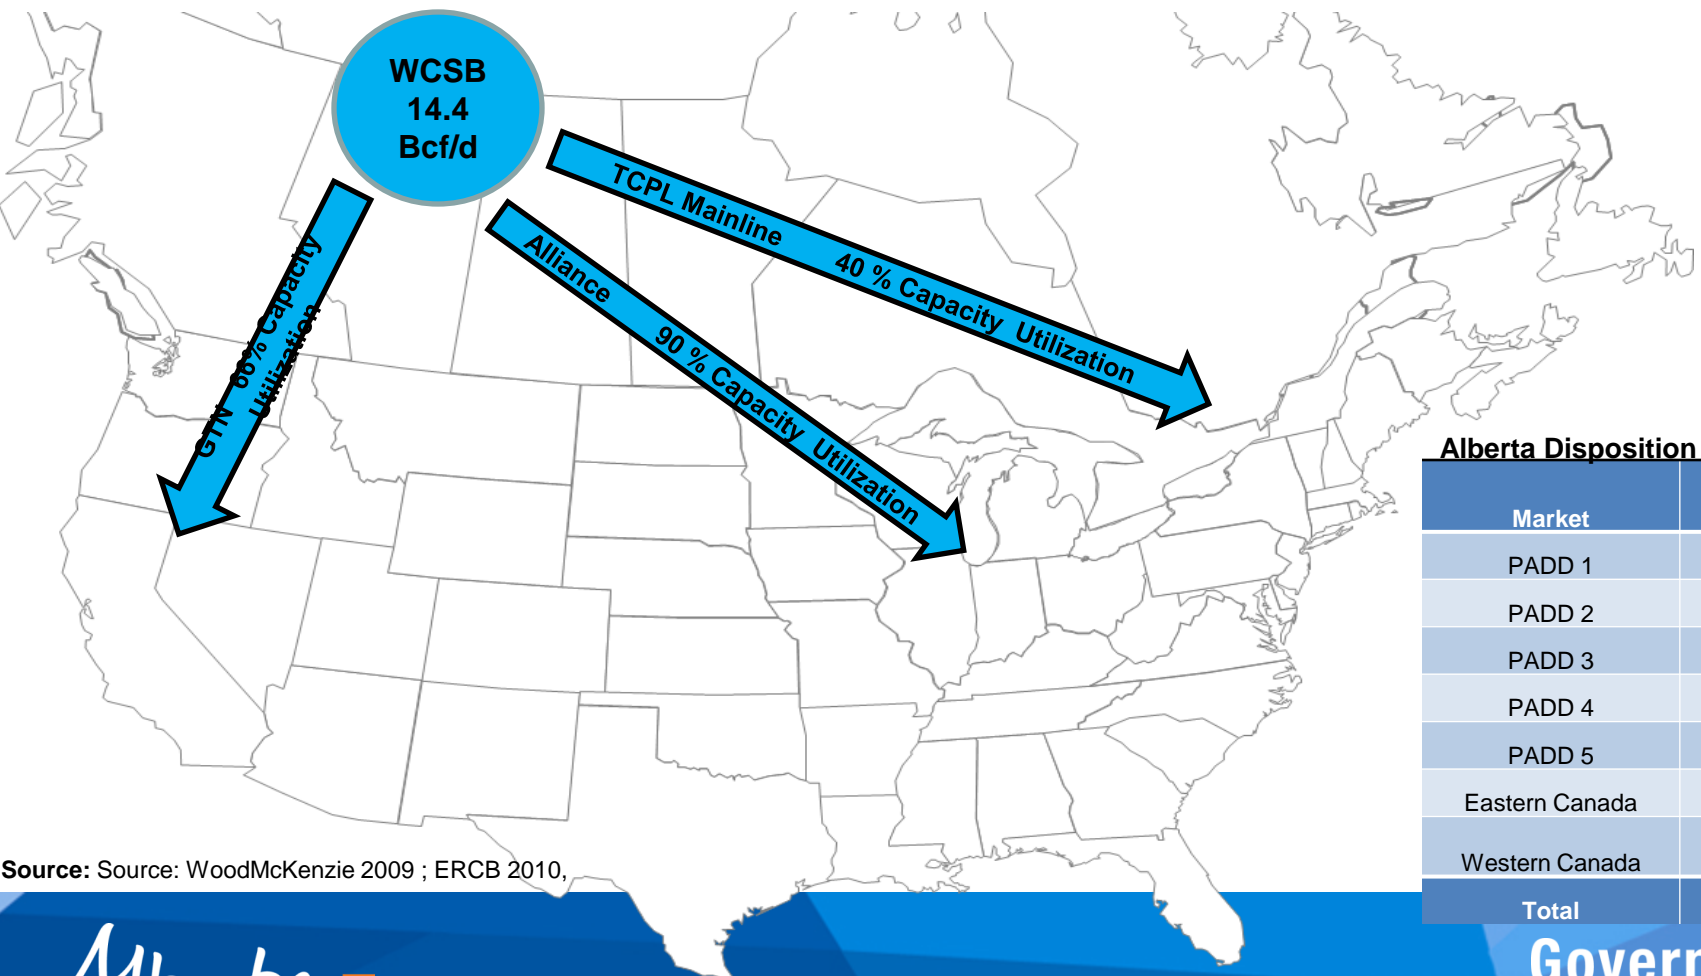 WCSB
14.4
Bcf/d
TCPL Mainline 40 % Capacity Utilization
Alliance 90 % Capacity Utilization
GTN 66% Capacity
Utilization
Alberta Disposition
Market
PADD 1
PADD 2
PADD 3
PADD 4
PADD 5
Eastern Canada
Western Canada
Total
Source: Source: WoodMcKenzie 2009 ; ERCB 2010,